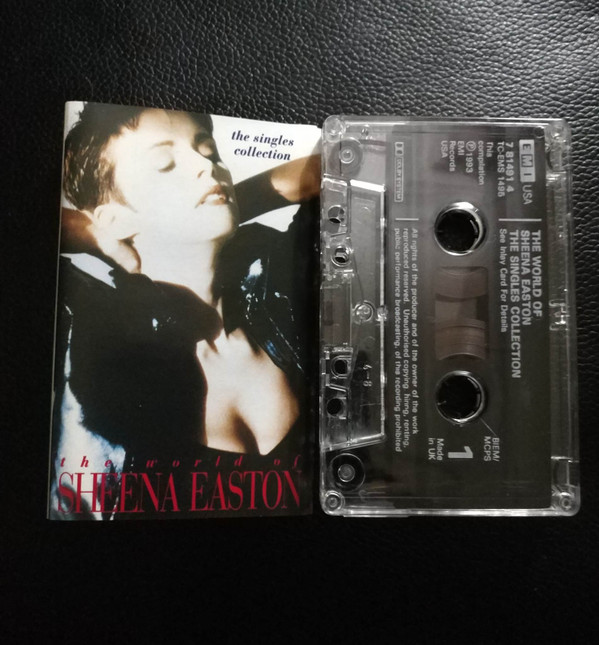 the singles
collection
the world of
SHEENA EASTON
EMI USA
7 81491 4
TC-EMS 1495
This
compilation
℗1993
EMI
Records
USA
DOLBY SYSTEM
THE WORLD OF
SHEENA EASTON
THE SINGLES COLLECTION
See Inlay Card For Details
All rights of the producer and of the owner of the work
reproduced reserved. Unauthorised copying, hiring, renting,
public performance broadcasting, of this recording prohibited
BIEM/
MCPS
1
Made
in UK